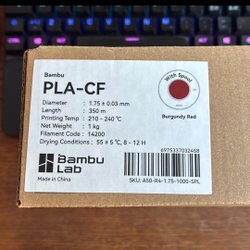 Bambu
PLA-CF
Diameter : 1.75 ± 0.03 mm
Length : 350 m
Printing Temp : 210 - 240 °C
Net Weight : 1 kg
Filament Code : 14200
Drying Conditions : 55 ± 5 °C, 8 - 12 H
With Spool
Burgundy Red
Bambu
Lab
Made in China
6975337032458
SKU: A50-R4-1.75-1000-SPL